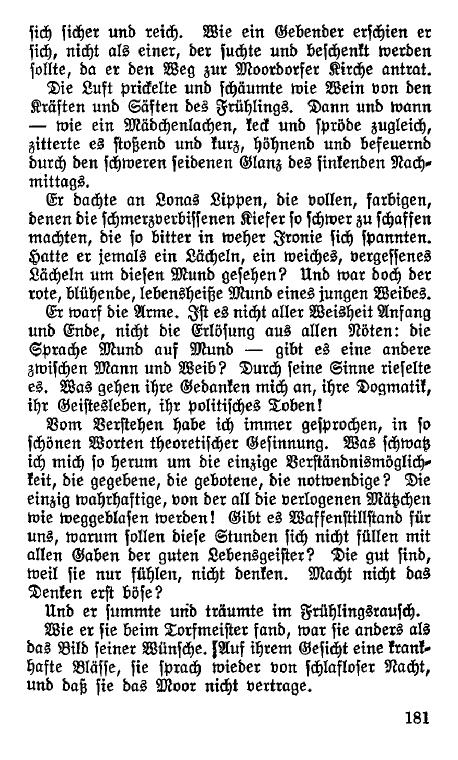 sich sicher und reich. Wie ein Gebender erschien er
sich, nicht als einer, der suchte und beschenkt werden
sollte, da er den Weg zur Moordorfer Kirche antrat.
Die Luft prickelte und schäumte wie Wein von den
Kräften und Säften des Frühlings. Dann und wann
— wie ein Mädchenlachen, keck und spröde zugleich,
zitterte es stoßend und kurz, höhnend und befeuernd
durch den schweren seidenen Glanz des sinkenden Nach-
mittags.
Er dachte an Lonas Lippen, die vollen, farbigen,
denen die schmerzverbissenen Kiefer so schwer zu schaffen
machten, die so bitter in weher Ironie sich spannten.
Hatte er jemals ein Lächeln, ein weiches, vergessenes
Lächeln um diesen Mund gesehen? Und war doch der
rote, blühende, lebensheiße Mund eines jungen Weibes.
Er warf die Arme. Ist es nicht aller Weisheit Anfang
und Ende, nicht die Erlösung aus allen Nöten: die
Sprache Mund auf Mund — gibt es eine andere
zwischen Mann und Weib? Durch seine Sinne rieselte
es. Was gehen ihre Gedanken mich an, ihre Dogmatik,
ihr Geistesleben, ihr politisches Toben!
Vom Verstehen habe ich immer gesprochen, in so
schönen Worten theoretischer Gesinnung. Was schwatz
ich mich so herum um die einzige Verständnismöglich-
keit, die gegebene, die gebotene, die notwendige? Die
einzig wahrhaftige, von der all die verlogenen Mätzchen
wie weggeblasen werden! Gibt es Waffenstillstand für
uns, warum sollen diese Stunden sich nicht füllen mit
allen Gaben der guten Lebensgeister? Die gut sind,
weil sie nur fühlen, nicht denken. Macht nicht das
Denken erst böse?
Und er summte und träumte im Frühlingsrausch.
Wie er sie beim Torfmeister fand, war sie anders als
das Bild seiner Wünsche. Auf ihrem Gesicht eine krank-
hafte Blässe, sie sprach wieder von schlafloser Nacht,
und daß sie das Moor nicht vertrage.
181